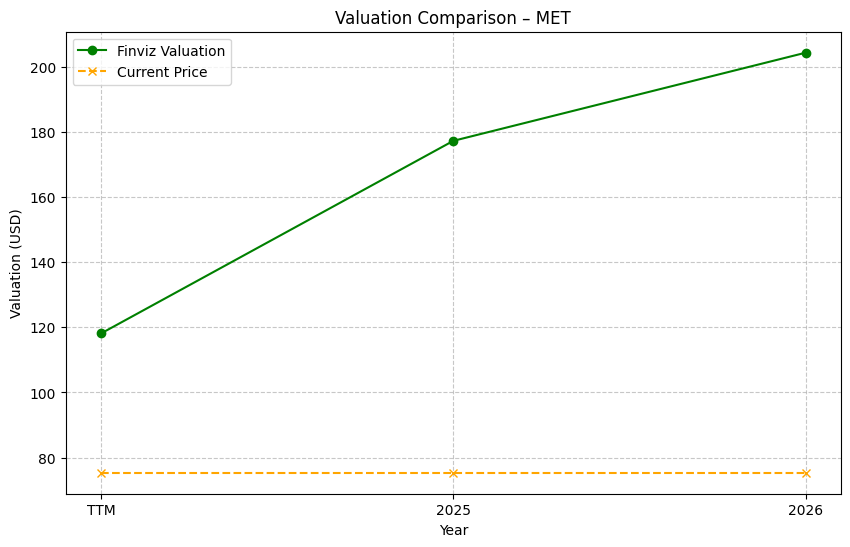 Valuation Comparison – MET
Finviz Valuation
Current Price
Valuation (USD)
200
180
160
140
120
100
80
TTM
2025
2026
Year